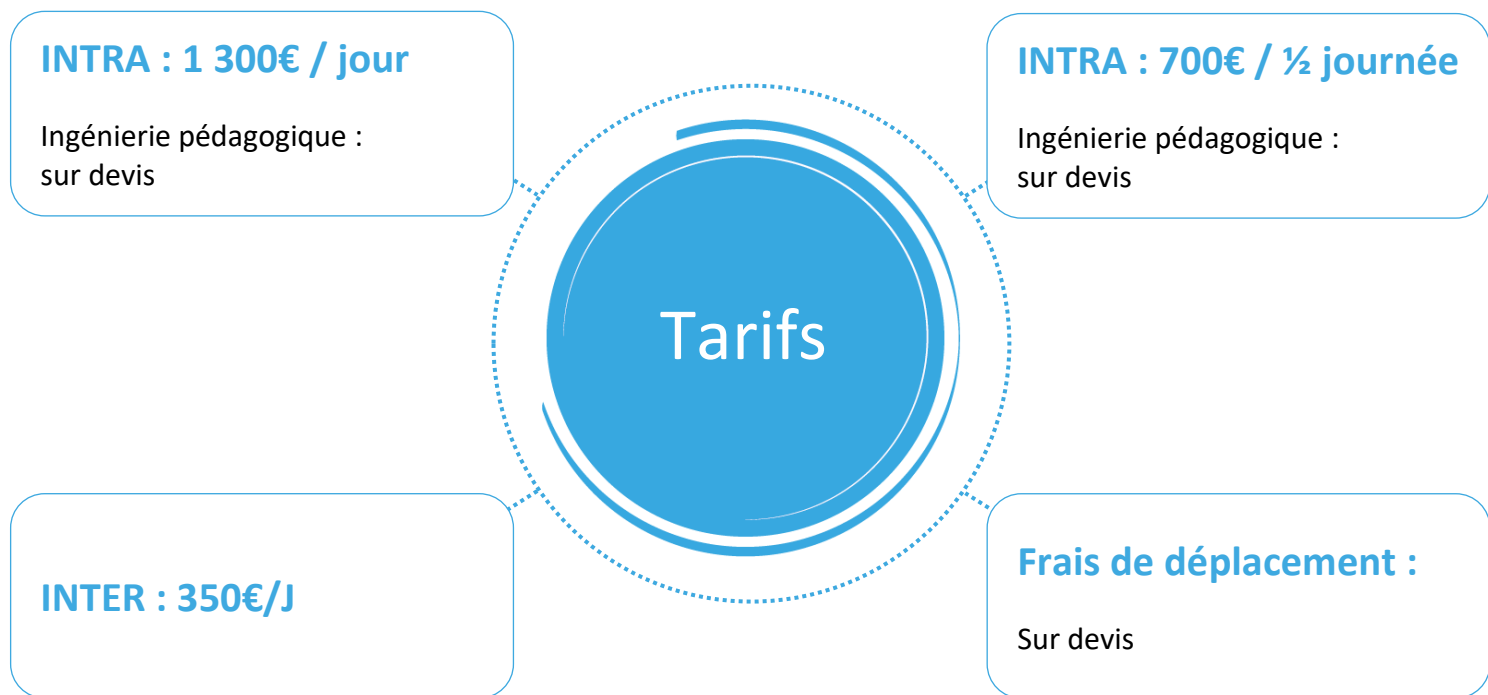 INTRA : 1 300€ / jour
Ingénierie pédagogique :
sur devis
INTRA : 700€ / ½ journée
Ingénierie pédagogique :
sur devis
Tarifs
INTER : 350€/J
Frais de déplacement :
Sur devis